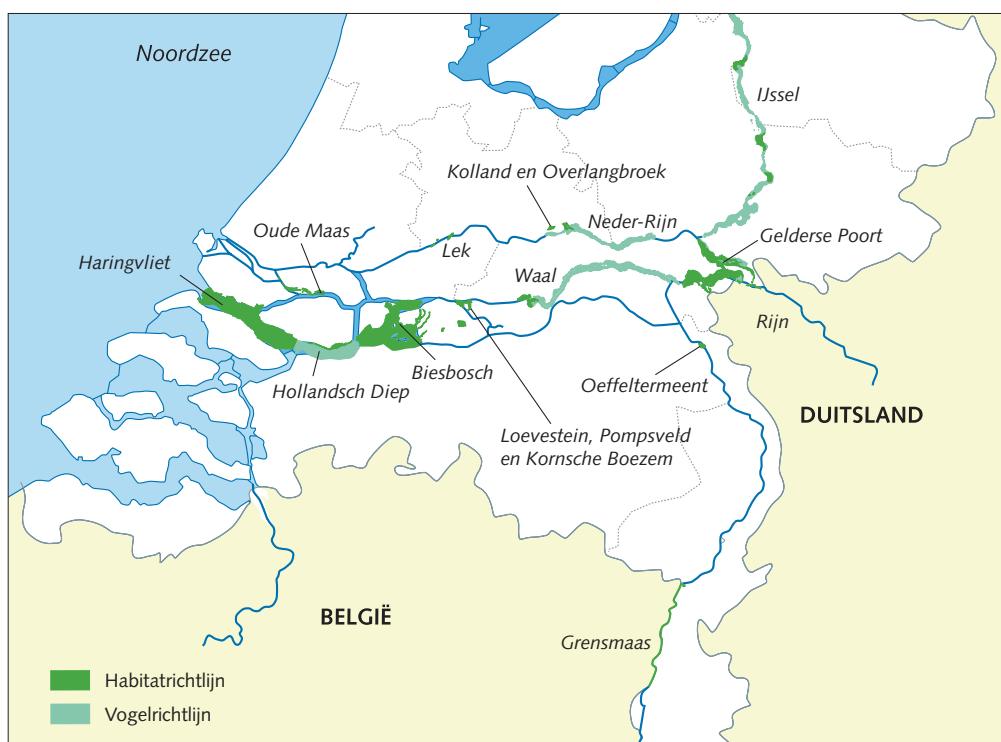 Noordzee
IJssel
Kolland en Overlangbroek
Neder-Rijn
Oude Maas
Gelderse Poort
Lek
Haringvliet
Waal
Rijn
Biesbosch
Hollandsch Diep
Oeffeltermeent
DUITSLAND
Loevestein, Pompsveld
en Kornsche Boezem
BELGIË
Grensmaas
Habitatrichtlijn
Vogelrichtlijn